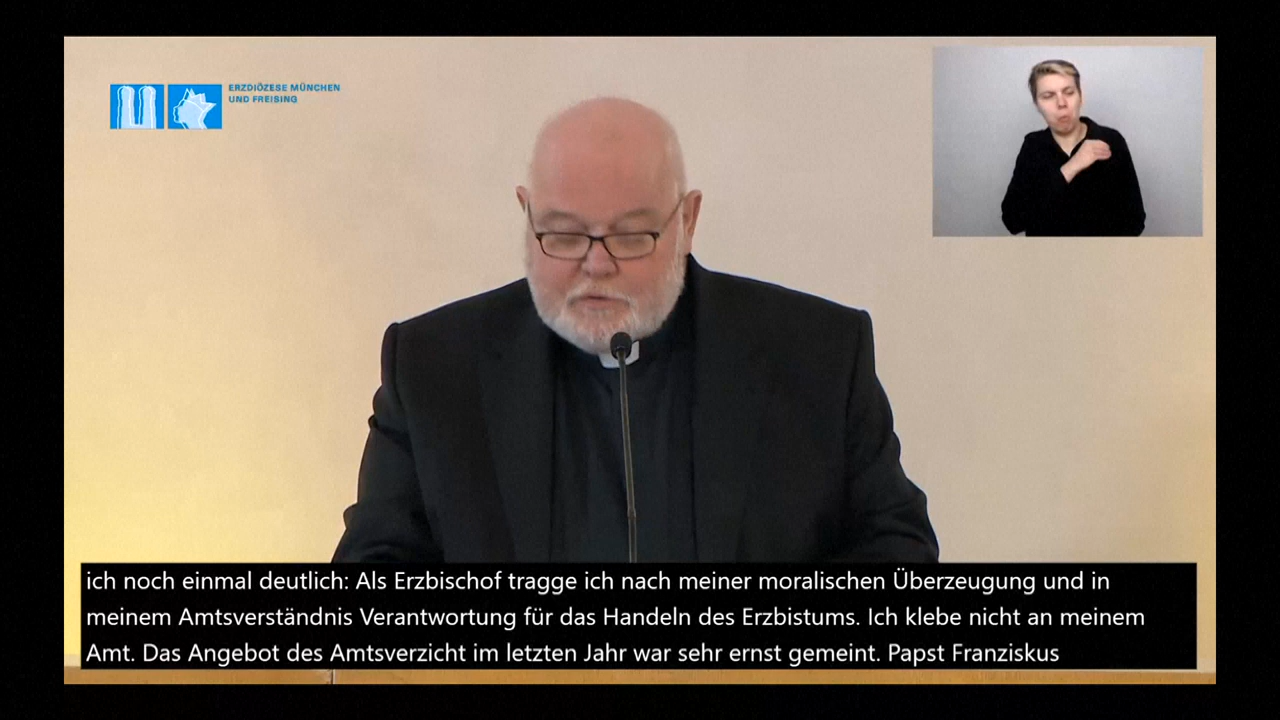 ERZDIÖZESE MÜNCHEN
UND FREISING
ich noch einmal deutlich: Als Erzbischof tragge ich nach meiner moralischen Überzeugung und in
meinem Amtsverständnis Verantwortung für das Handeln des Erzbistums. Ich klebe nicht an meinem
Amt. Das Angebot des Amtsverzicht im letzten Jahr war sehr ernst gemeint. Papst Franziskus